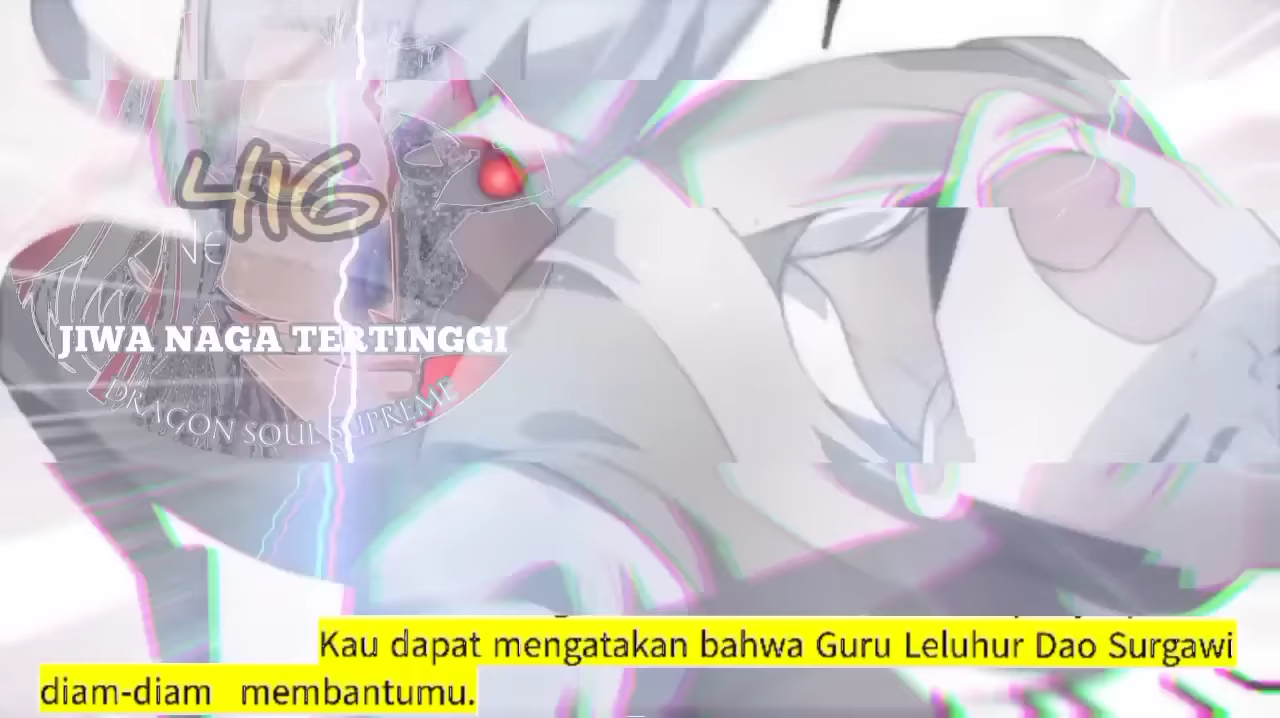 416
JIWA NAGA TERTINGGI
DRAGON SOUL SUPREME
Kau dapat mengatakan bahwa Guru Leluhur Dao Surgawi
diam-diam membantumu.